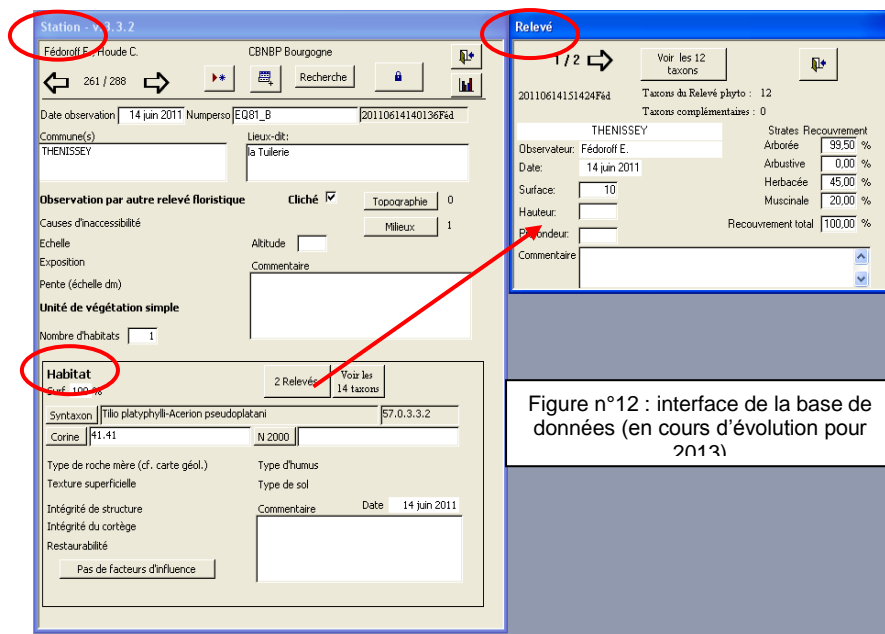 Station - v.3.3.2
Fédoroff E., Houde C. CBNBP Bourgogne
261 / 288 Recherche
Date observation 14 juin 2011 Numperso EQ81_B 20110614140136Féd
Commune(s) Lieux-dit:
THENISSEY la Tuilerie
Observation par autre relevé floristique Cliché Topographie 0
Causes d'inaccessibilité Milieux 1
Echelle Altitude
Exposition Commentaire
Pente (échelle dm)
Unité de végétation simple
Nombre d'habitats 1
Habitat
Surf. 100 % 2 Relevés Voir les 14 taxons
Syntaxon Tilio platyphylli-Acerion pseudoplatani 57.0.3.3.2
Corine 41.41 N 2000
Type de roche mère (cf. carte géol.) Type d'humus
Texture superficielle Type de sol
Intégrité de structure Commentaire Date 14 juin 2011
Intégrité du cortège
Restaurabilité
Pas de facteurs d'influence
Relevé
1 / 2 Voir les 12 taxons
20110614151424Féd Taxons du Relevé phyto : 12
Taxons complémentaires : 0
THENISSEY Strates Recouvrement
Observateur: Fédoroff E. Arborée 99,50 %
Date: 14 juin 2011 Arbustive 0,00 %
Surface: 10 Herbacée 45,00 %
Hauteur: Muscinale 20,00 %
Profondeur: Recouvrement total 100,00 %
Commentaire
Figure n°12 : interface de la base de
données (en cours d'évolution pour
2013)